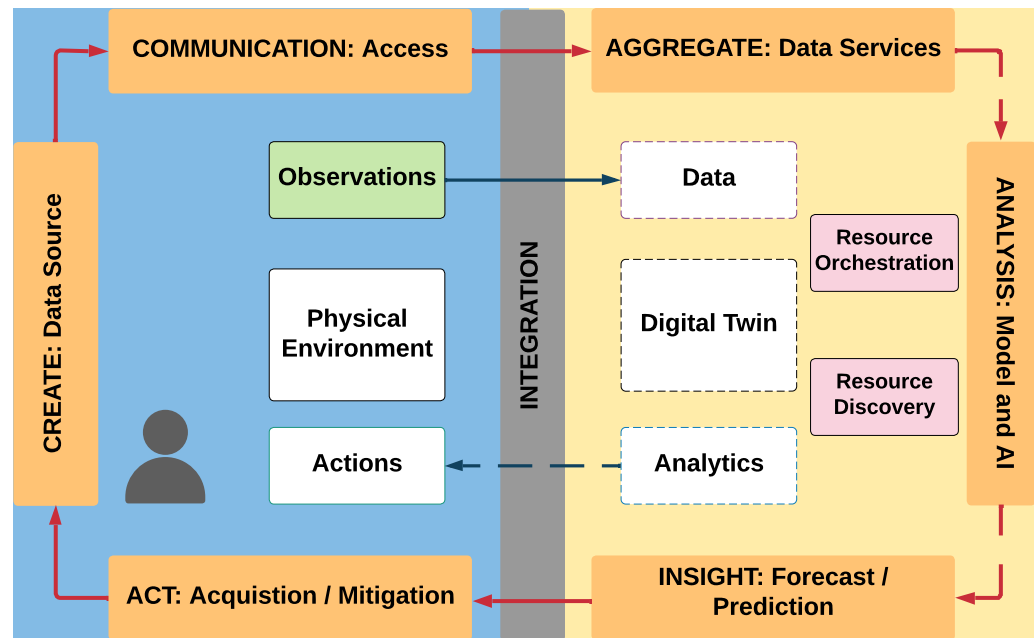 COMMUNICATION: Access
AGGREGATE: Data Services
CREATE: Data Source
Observations
Data
Resource
Orchestration
Physical
Environment
INTEGRATION
Digital Twin
ANALYSIS: Model and AI
Resource
Discovery
Actions
Analytics
ACT: Acquistion / Mitigation
INSIGHT: Forecast /
Prediction